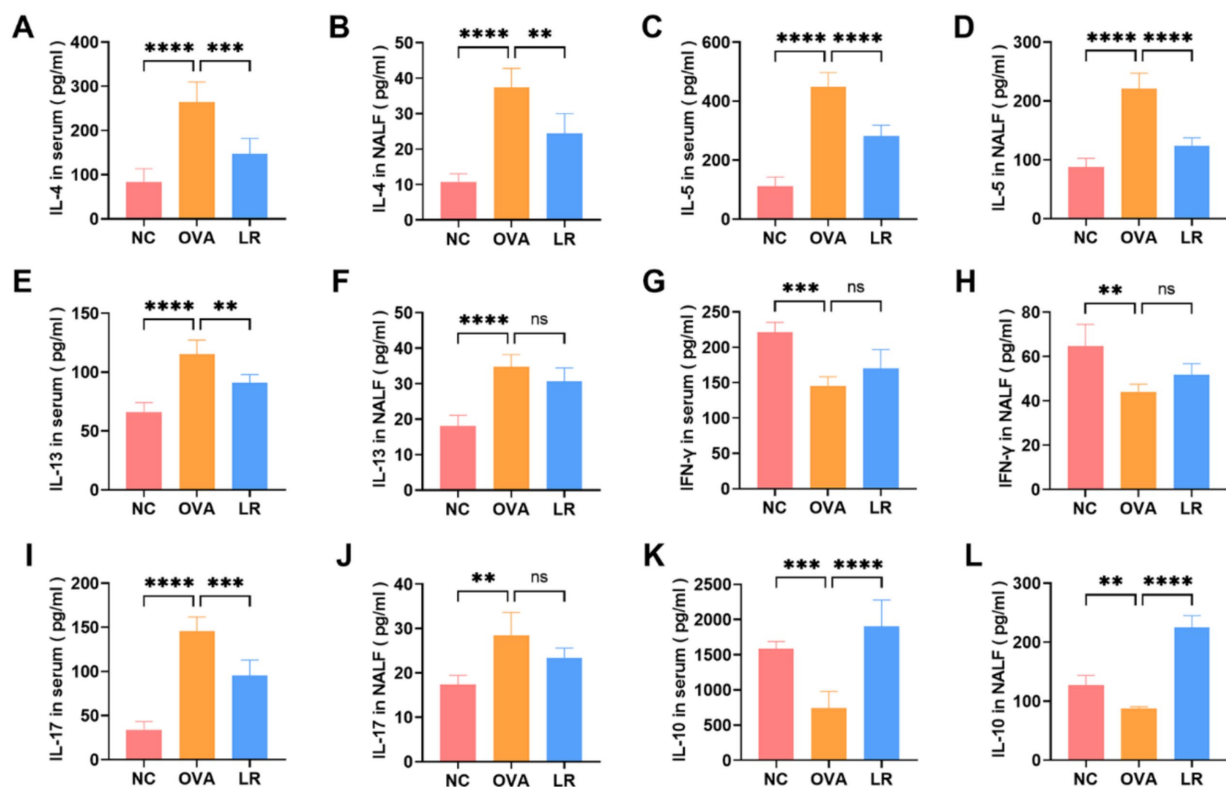 A
IL-4 in serum ( pg/ml )
400
300
200
100
0
**** ***
NC OVA LR
B
IL-4 in NALF ( pg/ml )
50
40
30
20
10
0
**** **
NC OVA LR
C
IL-5 in serum ( pg/ml )
600
400
200
0
**** ****
NC OVA LR
D
IL-5 in NALF ( pg/ml )
300
200
100
0
**** ****
NC OVA LR
E
IL-13 in serum ( pg/ml )
150
100
50
0
**** **
NC OVA LR
F
IL-13 in NALF ( pg/ml )
50
40
30
20
10
0
**** ns
NC OVA LR
G
IFN-γ in serum ( pg/ml )
250
200
150
100
50
0
*** ns
NC OVA LR
H
IFN-γ in NALF ( pg/ml )
80
60
40
20
0
** ns
NC OVA LR
I
IL-17 in serum ( pg/ml )
200
150
100
50
0
**** ***
NC OVA LR
J
IL-17 in NALF ( pg/ml )
40
30
20
10
0
** ns
NC OVA LR
K
IL-10 in serum ( pg/ml )
2500
2000
1500
1000
500
0
*** ****
NC OVA LR
L
IL-10 in NALF ( pg/ml )
300
200
100
0
** ****
NC OVA LR